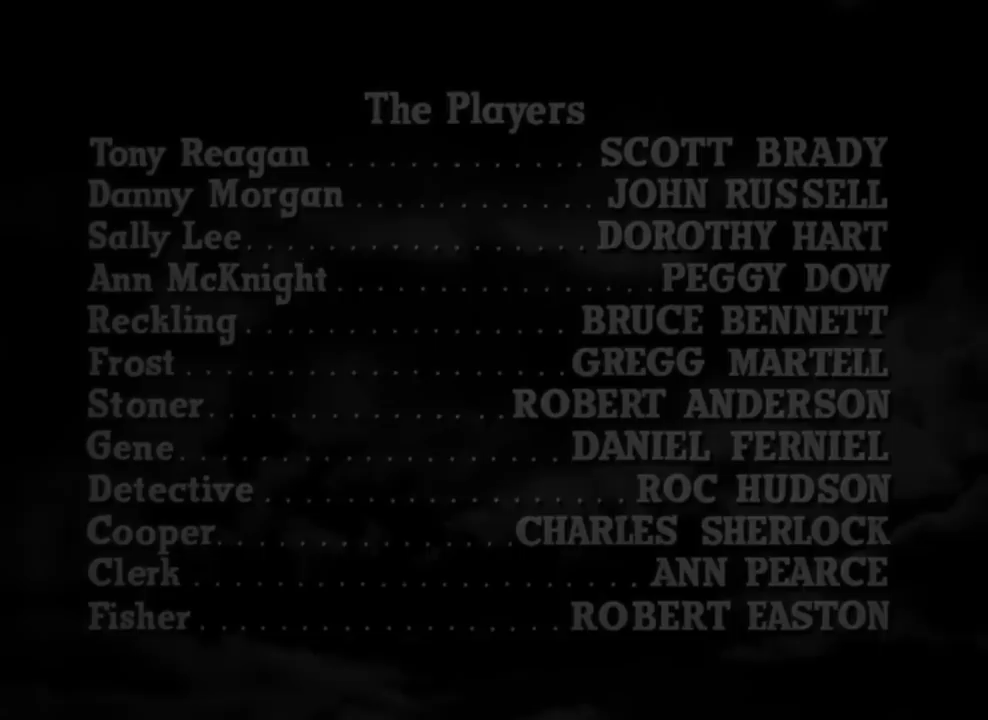 The Players
Tony Reagan . . . . . . . . . . . . . SCOTT BRADY
Danny Morgan . . . . . . . . . . . . JOHN RUSSELL
Sally Lee. . . . . . . . . . . . . . . . . . DOROTHY HART
Ann McKnight . . . . . . . . . . . . . . . . PEGGY DOW
Reckling . . . . . . . . . . . . . . . . BRUCE BENNETT
Frost . . . . . . . . . . . . . . . . . . GREGG MARTELL
Stoner. . . . . . . . . . . . . . . ROBERT ANDERSON
Gene. . . . . . . . . . . . . . . . . . DANIEL FERNIEL
Detective . . . . . . . . . . . . . . . . . . ROC HUDSON
Cooper. . . . . . . . . . . . . . . CHARLES SHERLOCK
Clerk . . . . . . . . . . . . . . . . . . . . . ANN PEARCE
Fisher . . . . . . . . . . . . . . . . . . ROBERT EASTON